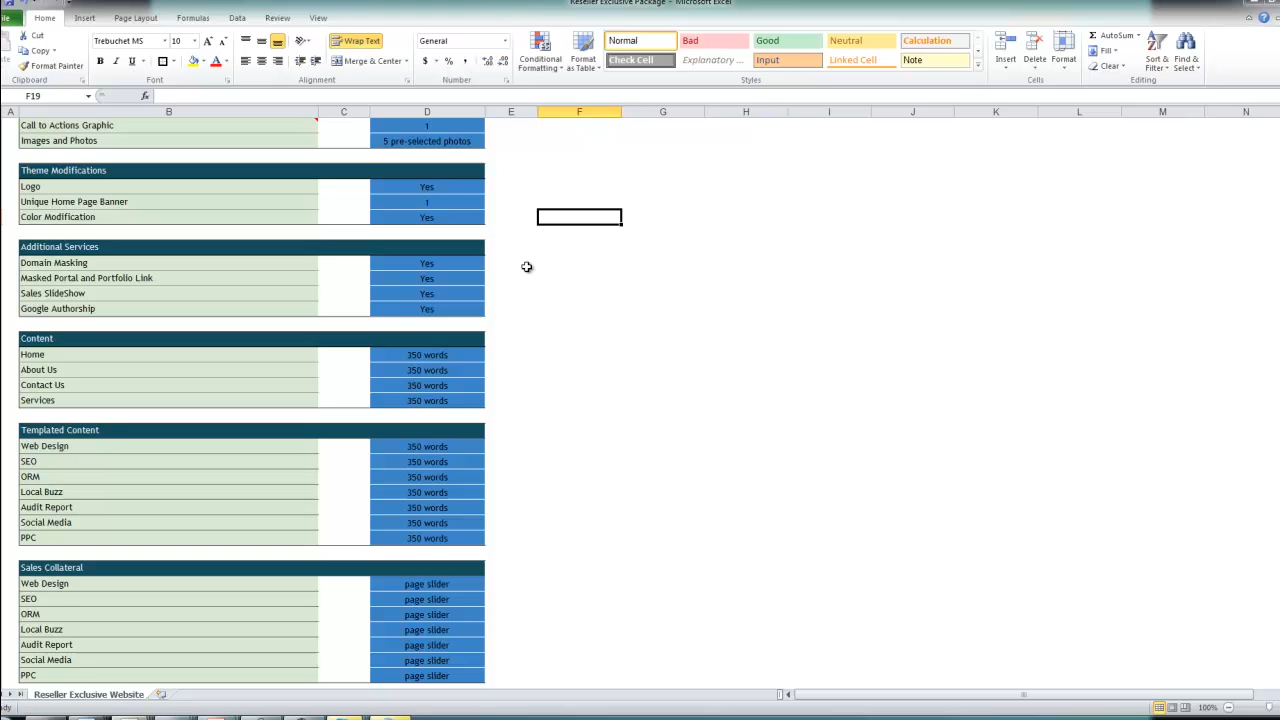 Reseller Exclusive Package - Microsoft Excel
Home Insert Page Layout Formulas Data Review View
Cut
Copy
Format Painter
Clipboard
Trebuchet MS 10
B I U
Font
Wrap Text
Merge & Center
Alignment
General
$ % ,
Number
Conditional Formatting
Format as Table
Normal Bad Good Neutral Calculation
Check Cell Explanatory ... Input Linked Cell Note
Styles
Insert Delete Format
Cells
AutoSum
Fill
Clear
Sort & Filter
Find & Select
Editing
F19 fx
A B C D E F G H I J K L M N
Call to Actions Graphic 1
Images and Photos 5 pre-selected photos
Theme Modifications
Logo Yes
Unique Home Page Banner 1
Color Modification Yes
Additional Services
Domain Masking Yes
Masked Portal and Portfolio Link Yes
Sales SlideShow Yes
Google Authorship Yes
Content
Home 350 words
About Us 350 words
Contact Us 350 words
Services 350 words
Templated Content
Web Design 350 words
SEO 350 words
ORM 350 words
Local Buzz 350 words
Audit Report 350 words
Social Media 350 words
PPC 350 words
Sales Collateral
Web Design page slider
SEO page slider
ORM page slider
Local Buzz page slider
Audit Report page slider
Social Media page slider
PPC page slider
Reseller Exclusive Website
100%